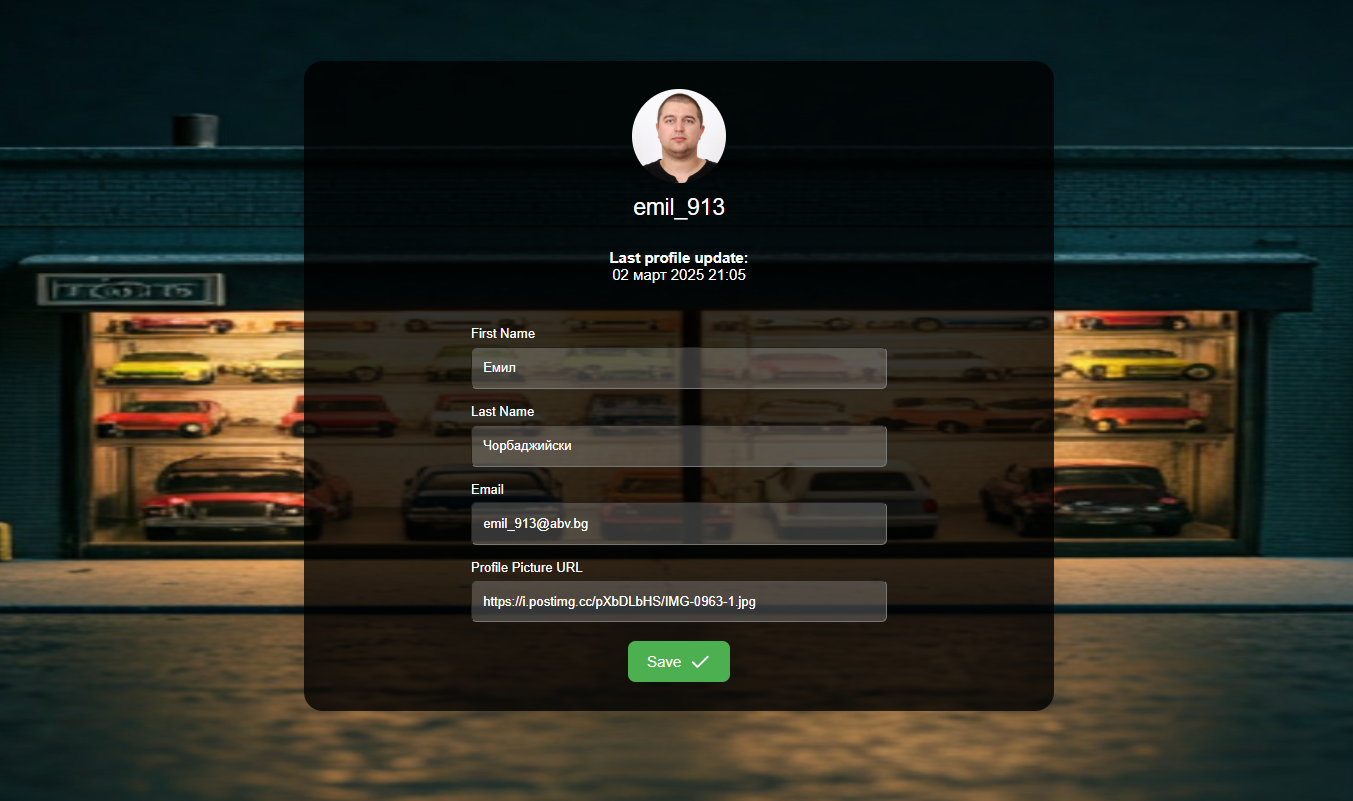 emil_913
Last profile update:
02 март 2025 21:05
First Name
Емил
Last Name
Чорбаджийски
Email
emil_913@abv.bg
Profile Picture URL
https://i.postimg.cc/pXbDLbHS/IMG-0963-1.jpg
Save